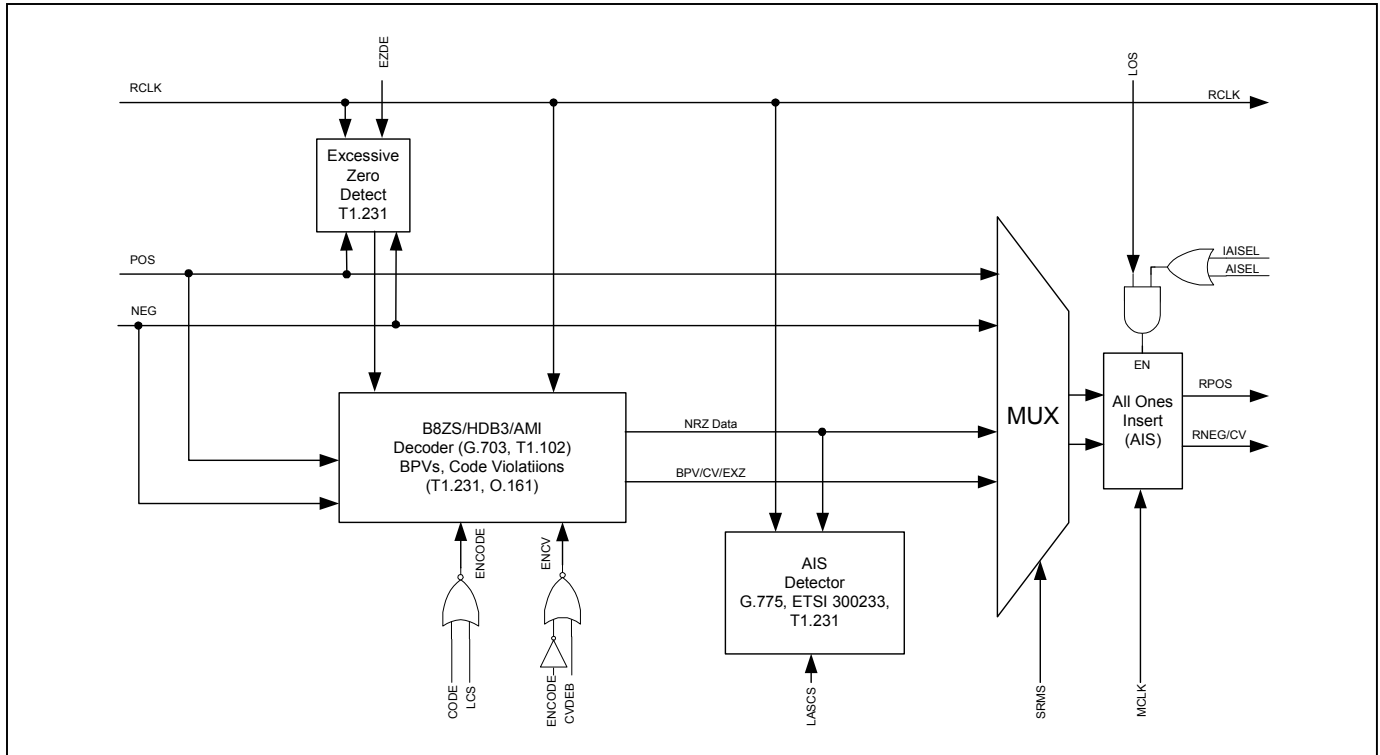 EZDE
LOS
RCLK
RCLK
Excessive
Zero
Detect
T1.231
IAISEL
AISEL
POS
NEG
EN
All Ones
Insert
(AIS)
RPOS
RNEG/CV
MUX
B8ZS/HDB3/AMI
Decoder (G.703, T1.102)
BPVs, Code Violatiions
(T1.231, O.161)
NRZ Data
BPV/CV/EXZ
ENCODE
ENCV
AIS
Detector
G.775, ETSI 300233,
T1.231
CODE
LCS
ENCODE
CVDEB
LASCS
SRMS
MCLK